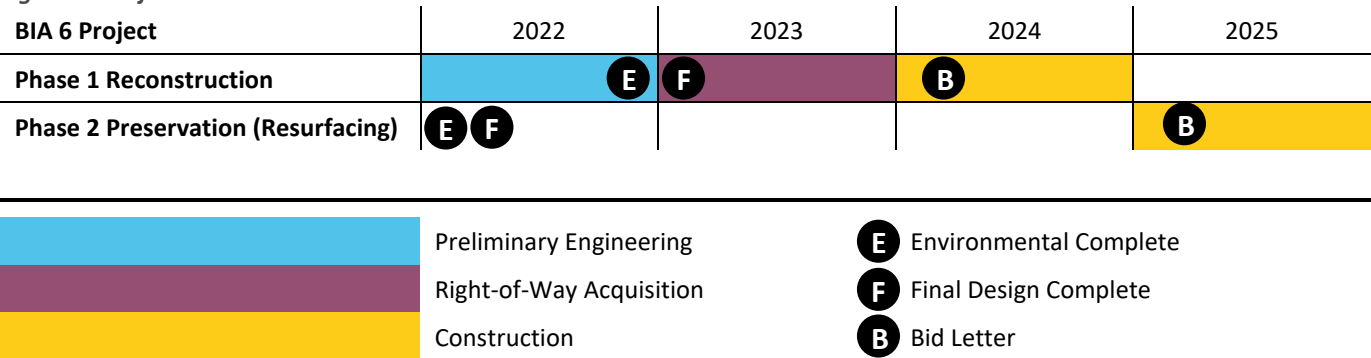 BIA 6 Project 2022 2023 2024 2025
Phase 1 Reconstruction E F B
Phase 2 Preservation (Resurfacing) E F B
Preliminary Engineering E Environmental Complete
Right-of-Way Acquisition F Final Design Complete
Construction B Bid Letter